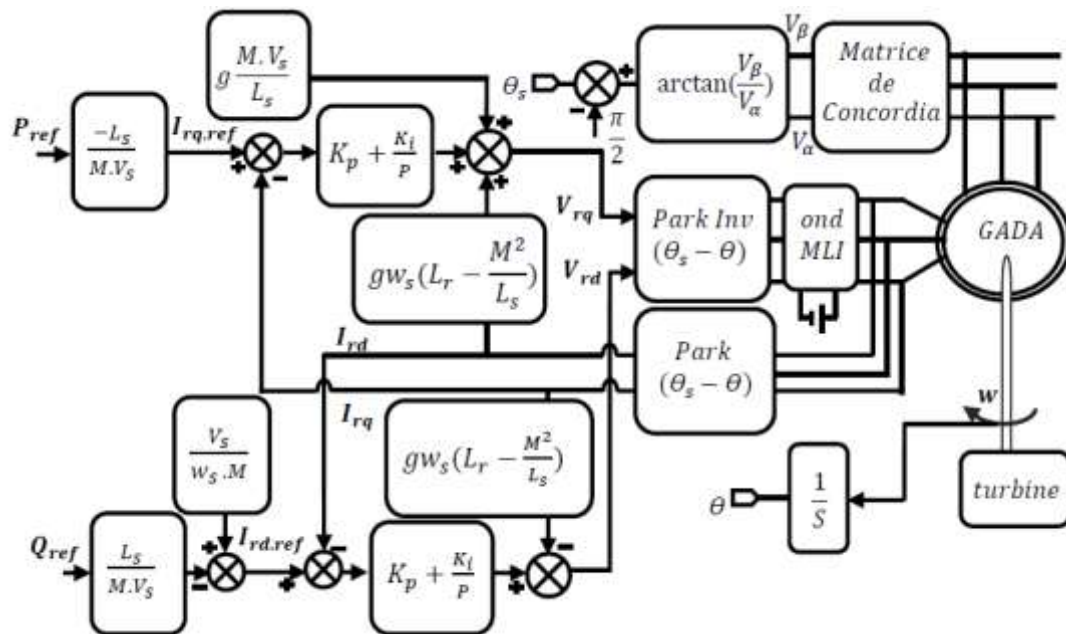 P_ref
-L_s / M.V_s
I_rq.ref
+
-
K_p + K_i/P
g M.V_s / L_s
+
+
+
gw_s(L_r - M²/L_s)
θ_s
+
-
π/2
arctan(V_β/V_α)
V_β
V_α
Matrice
de
Concordia
V_rq
V_rd
Park Inv
(θ_s - θ)
ond
MLI
GADA
I_rd
I_rq
Park
(θ_s - θ)
V_s / w_s.M
gw_s(L_r - M²/L_s)
w
turbine
1/S
θ
Q_ref
L_s / M.V_s
+
-
I_rd.ref
-
+
K_p + K_i/P
+
-